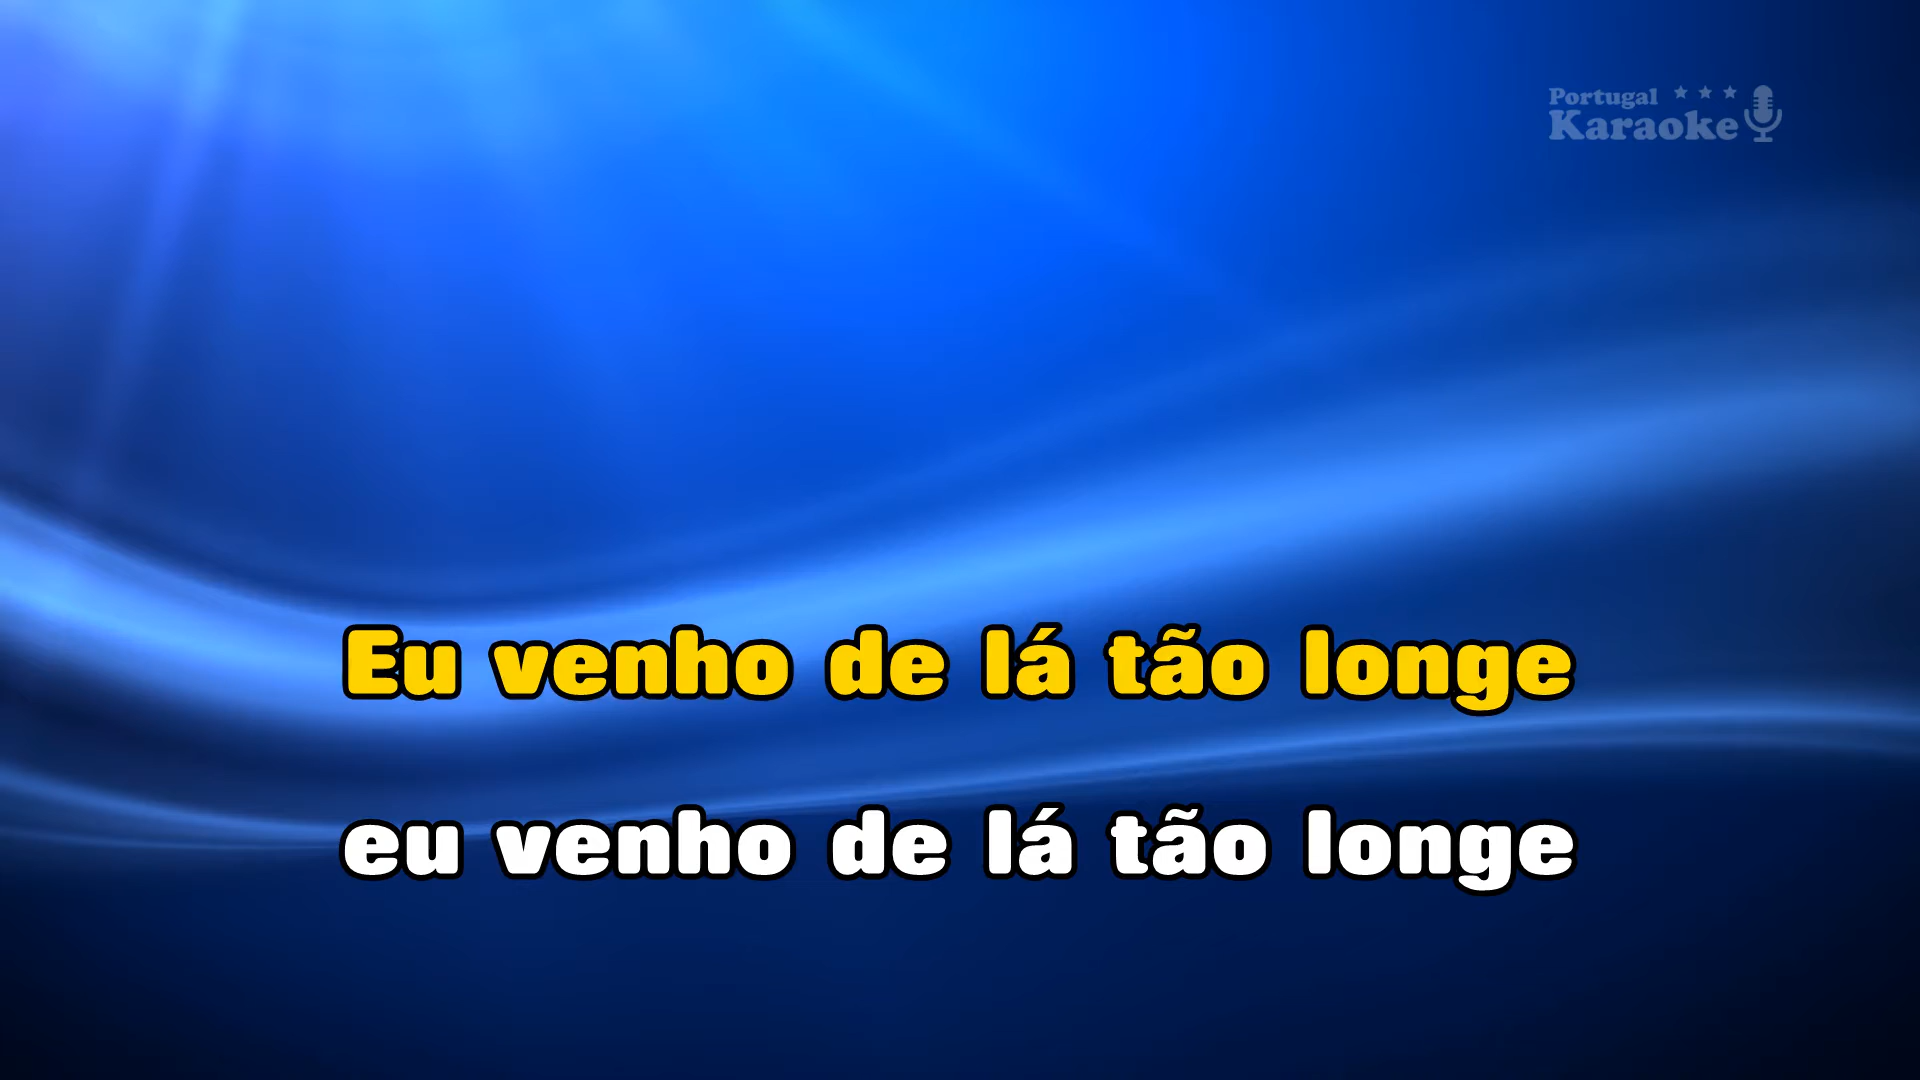 Portugal
Karaoke
Eu venho de lá tão longe
eu venho de lá tão longe